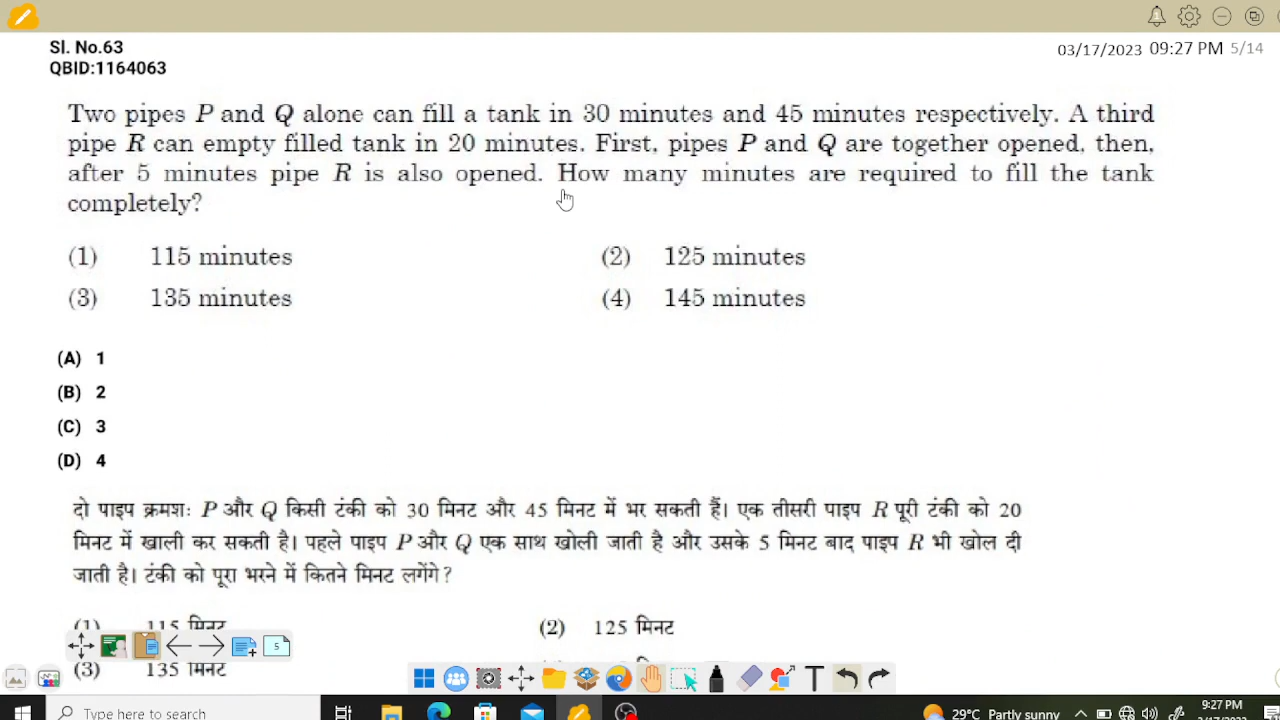 Sl. No.63
QBID:1164063
03/17/2023 09:27 PM 5/14
Two pipes P and Q alone can fill a tank in 30 minutes and 45 minutes respectively. A third
pipe R can empty filled tank in 20 minutes. First, pipes P and Q are together opened, then,
after 5 minutes pipe R is also opened. How many minutes are required to fill the tank
completely?
(1) 115 minutes (2) 125 minutes
(3) 135 minutes (4) 145 minutes
(A) 1
(B) 2
(C) 3
(D) 4
दो पाइप क्रमशः P और Q किसी टंकी को 30 मिनट और 45 मिनट में भर सकती हैं। एक तीसरी पाइप R पूरी टंकी को 20
मिनट में खाली कर सकती है। पहले पाइप P और Q एक साथ खोली जाती है और उसके 5 मिनट बाद पाइप R भी खोल दी
जाती है। टंकी को पूरा भरने में कितने मिनट लगेंगे?
(1) 115 मिनट (2) 125 मिनट
(3) 135 मिनट
5
Type here to search
29°C Partly sunny
9:27 PM